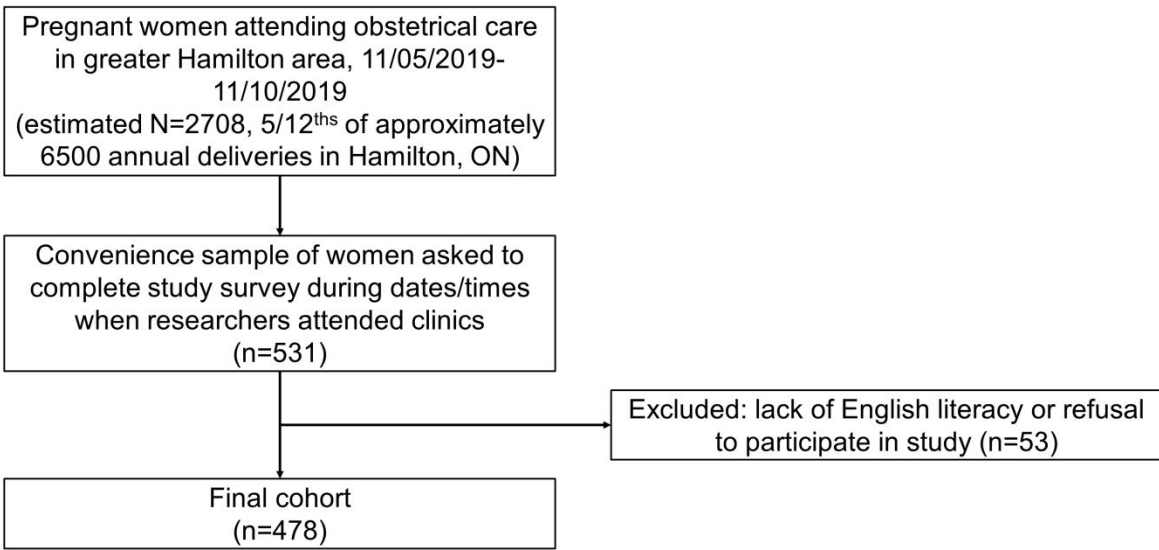 Pregnant women attending obstetrical care
in greater Hamilton area, 11/05/2019-
11/10/2019
(estimated N=2708, 5/12ths of approximately
6500 annual deliveries in Hamilton, ON)
Convenience sample of women asked to
complete study survey during dates/times
when researchers attended clinics
(n=531)
Excluded: lack of English literacy or refusal
to participate in study (n=53)
Final cohort
(n=478)